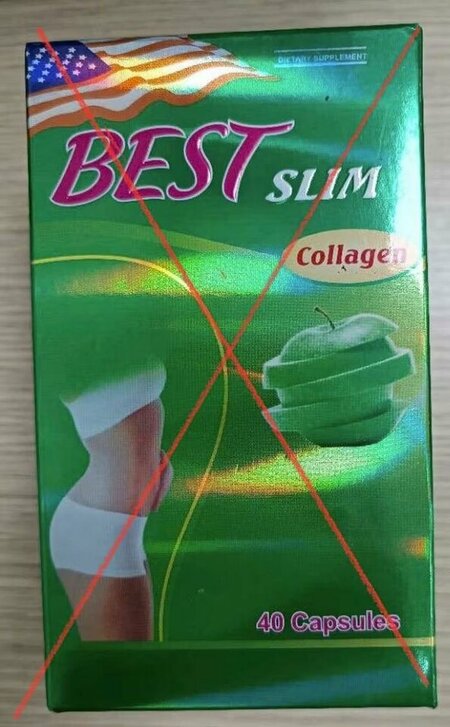 DIETARY SUPPLEMENT
BEST SLIM
Collagen
40 Capsules